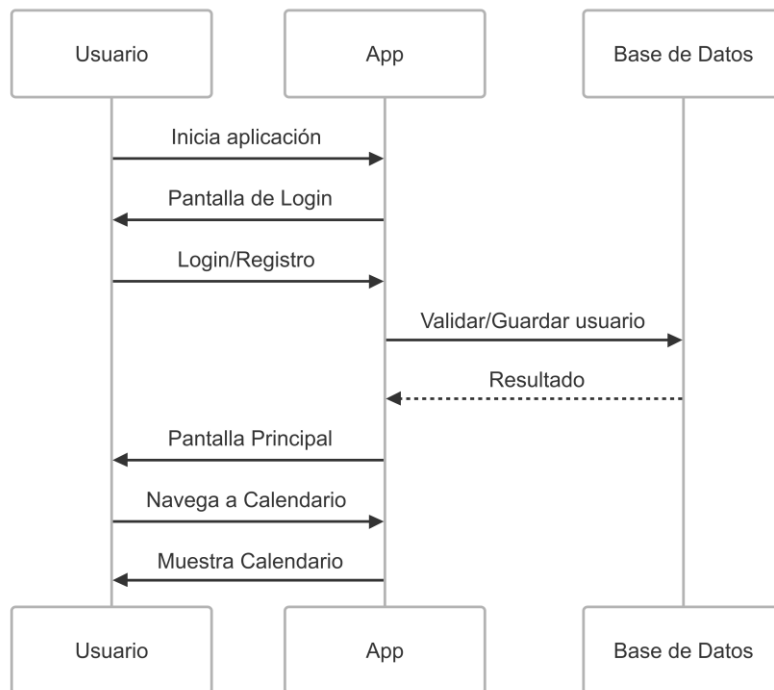 Usuario
App
Base de Datos
Inicia aplicación
Pantalla de Login
Login/Registro
Validar/Guardar usuario
Resultado
Pantalla Principal
Navega a Calendario
Muestra Calendario
Usuario
App
Base de Datos